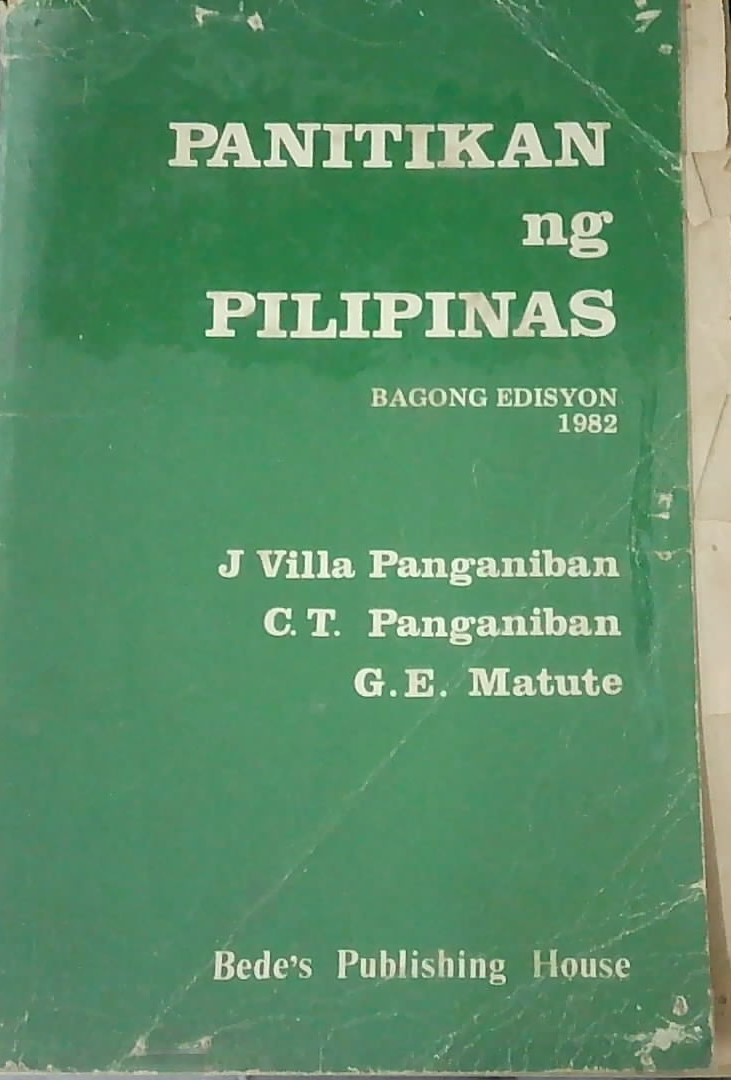 PANITIKAN
ng
PILIPINAS
BAGONG EDISYON
1982
J Villa Panganiban
C.T. Panganiban
G.E. Matute
Bede's Publishing House